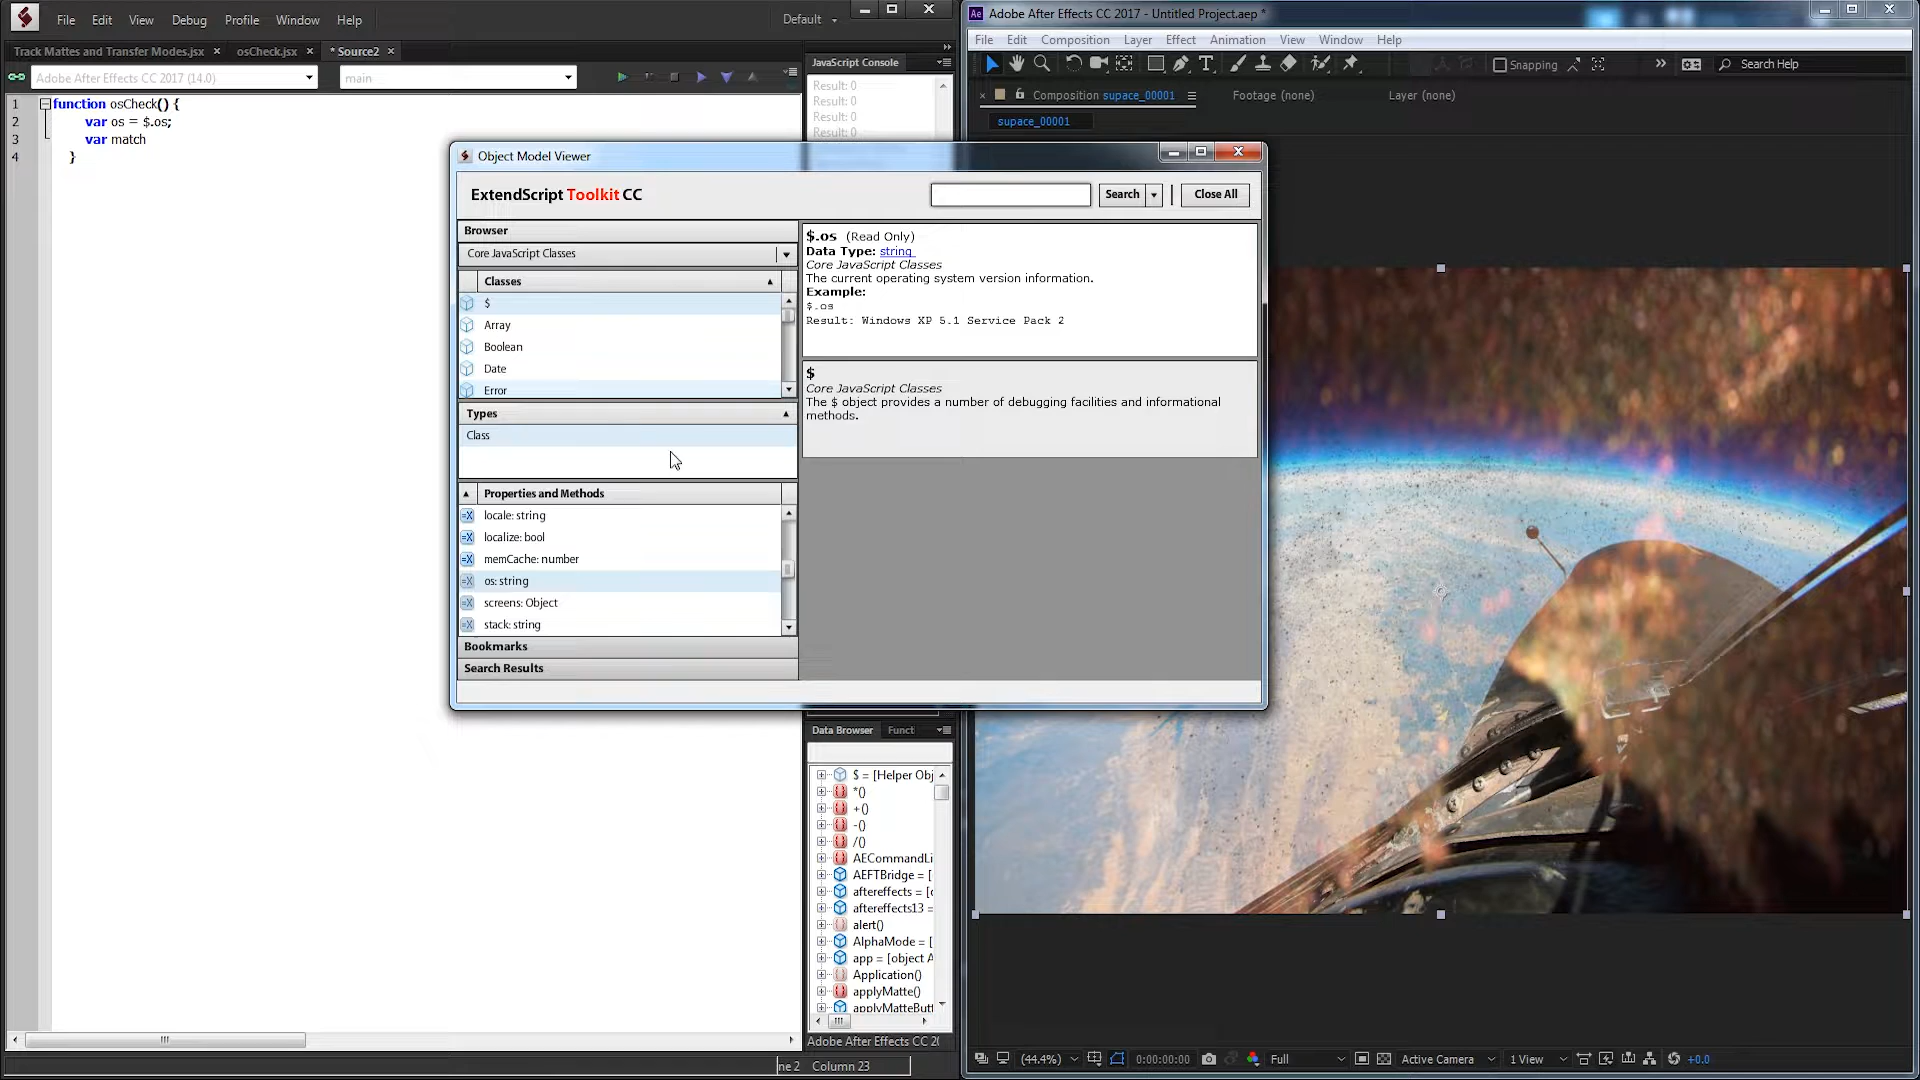 File Edit View Debug Profile Window Help
Default
Track Mattes and Transfer Modes.jsx
osCheck.jsx
* Source2
Adobe After Effects CC 2017 (14.0)
main
1 function osCheck() {
2 var os = $.os;
3 var match
4 }
JavaScript Console
Result: 0
Result: 0
Result: 0
Result: 0
Object Model Viewer
ExtendScript Toolkit CC
Search
Close All
Browser
Core JavaScript Classes
Classes
$
Array
Boolean
Date
Error
Types
Class
Properties and Methods
locale: string
localize: bool
memCache: number
os: string
screens: Object
stack: string
Bookmarks
Search Results
$.os (Read Only)
Data Type: string
Core JavaScript Classes
The current operating system version information.
Example:
$.os
Result: Windows XP 5.1 Service Pack 2
$
Core JavaScript Classes
The $ object provides a number of debugging facilities and informational
methods.
Data Browser Funct
$ = [Helper Obj
*()
+()
-()
/()
AECommandLi
AEFTBridge = [
aftereffects = [c
aftereffects13 =
alert()
AlphaMode = [
app = [object A
Application()
applyMatte()
applyMatteButt
Adobe After Effects CC 20
ne 2 Column 23
Ae Adobe After Effects CC 2017 - Untitled Project.aep *
File Edit Composition Layer Effect Animation View Window Help
Snapping
Search Help
Composition supace_00001
Footage (none)
Layer (none)
supace_00001
(44.4%)
0:00:00:00
Full
Active Camera
1 View
+0.0